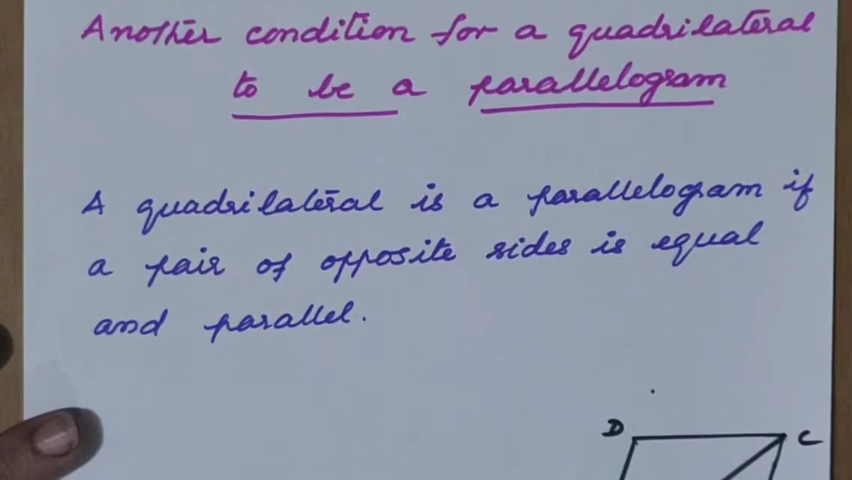 Another condition for a quadrilateral
to be a parallelogram
A quadrilateral is a parallelogram if
a pair of opposite sides is equal
and parallel.
D C